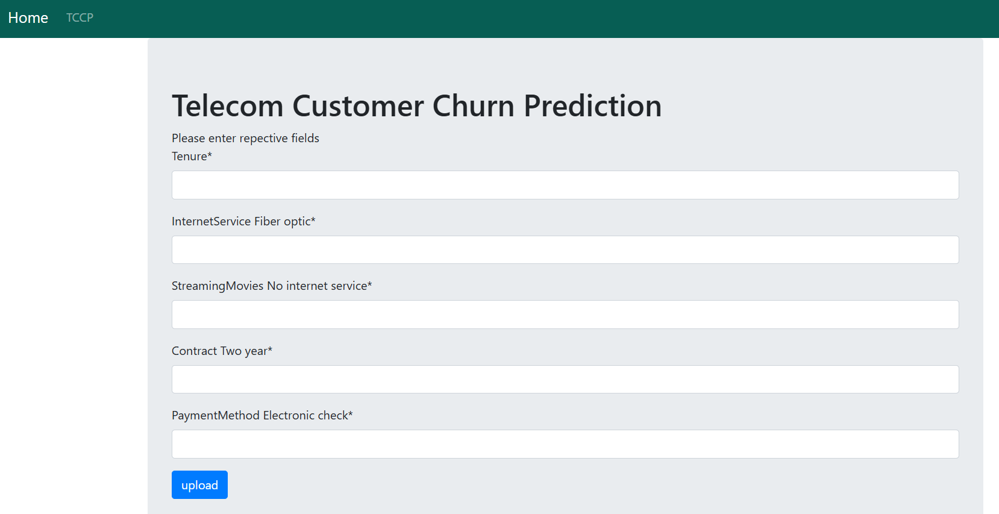 Home TCCP
Telecom Customer Churn Prediction
Please enter repective fields
Tenure*
InternetService Fiber optic*
StreamingMovies No internet service*
Contract Two year*
PaymentMethod Electronic check*
upload